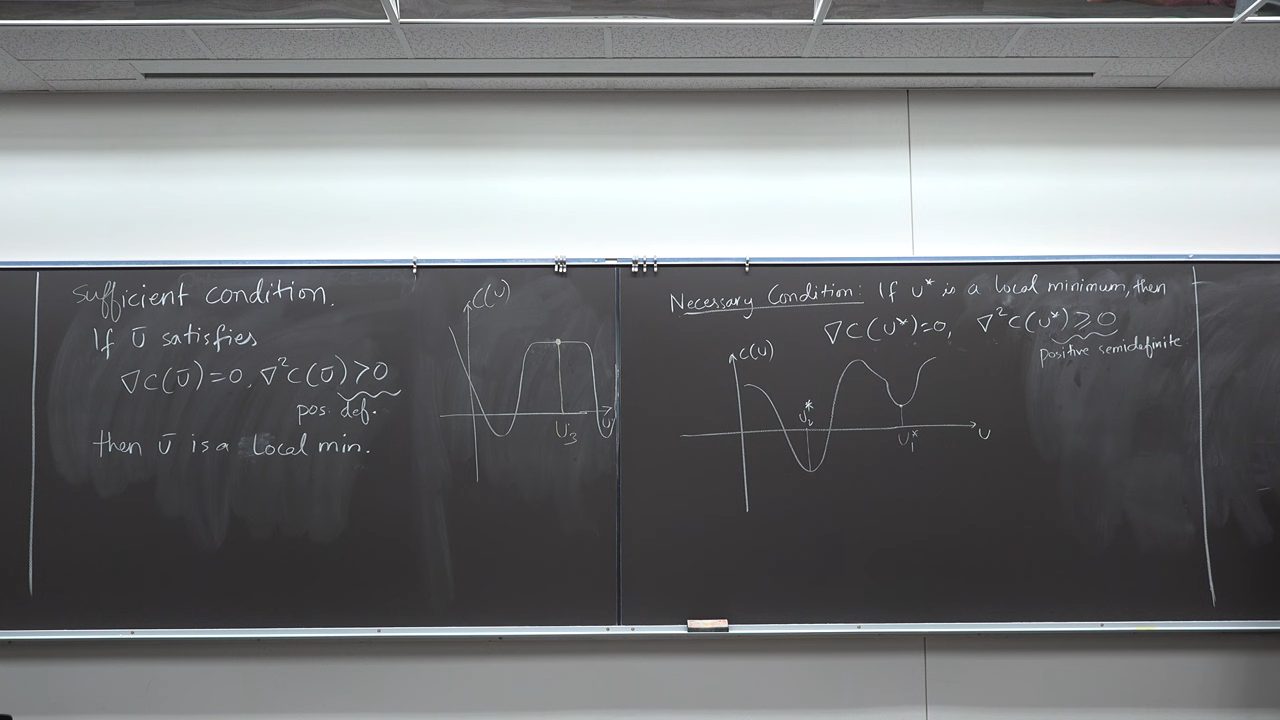 Sufficient condition.
If Ū satisfies
∇C(Ū)=0, ∇²C(Ū)>0
pos. def.
then Ū is a local min.
C(U)
U₃
U
Necessary Condition: If U* is a local minimum, then
∇C(U*)=0, ∇²C(U*)⩾0
positive semidefinite
C(U)
U₂*
U₁*
U